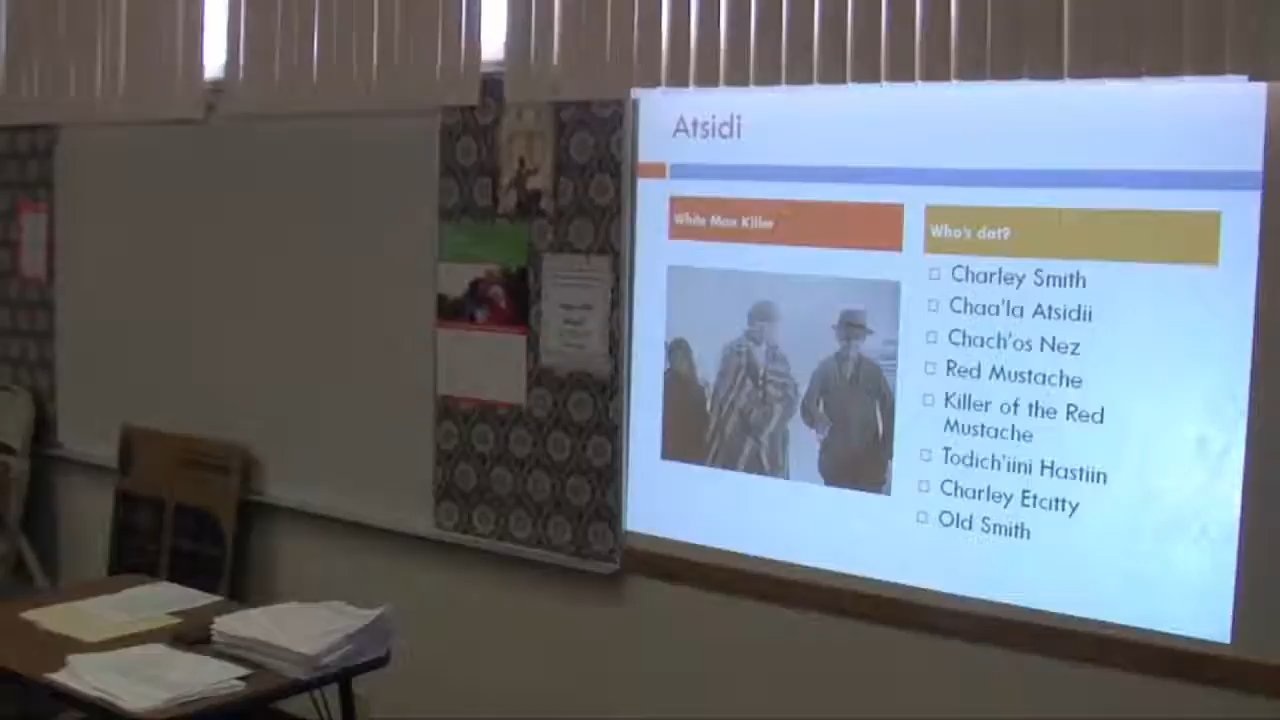 Atsidi
White Man Killer
Who's dat?
Charley Smith
Chaa'la Atsidii
Chach'os Nez
Red Mustache
Killer of the Red
Mustache
Todich'iini Hastiin
Charley Etcitty
Old Smith